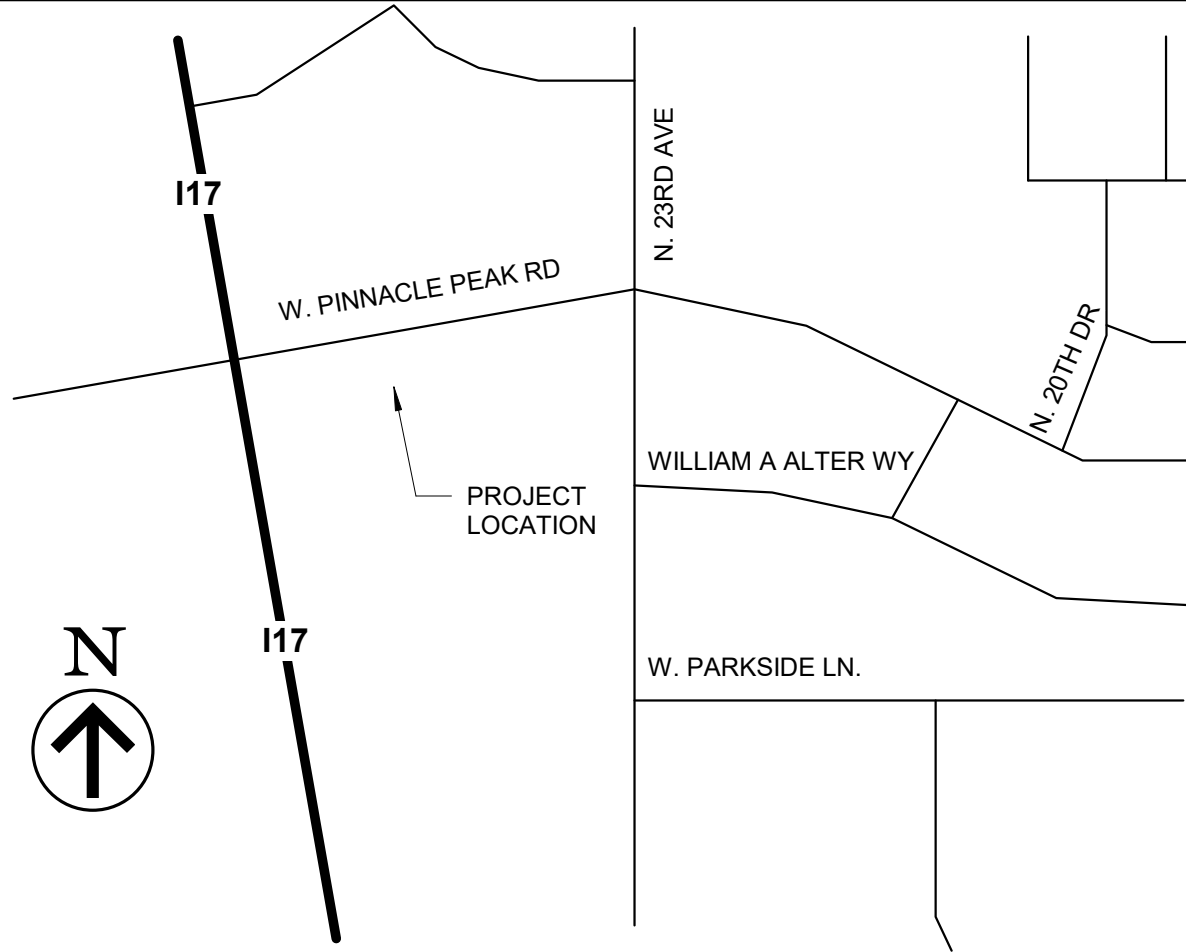 I17
N. 23RD AVE
W. PINNACLE PEAK RD
N. 20TH DR
WILLIAM A ALTER WY
PROJECT
LOCATION
I17
N
W. PARKSIDE LN.